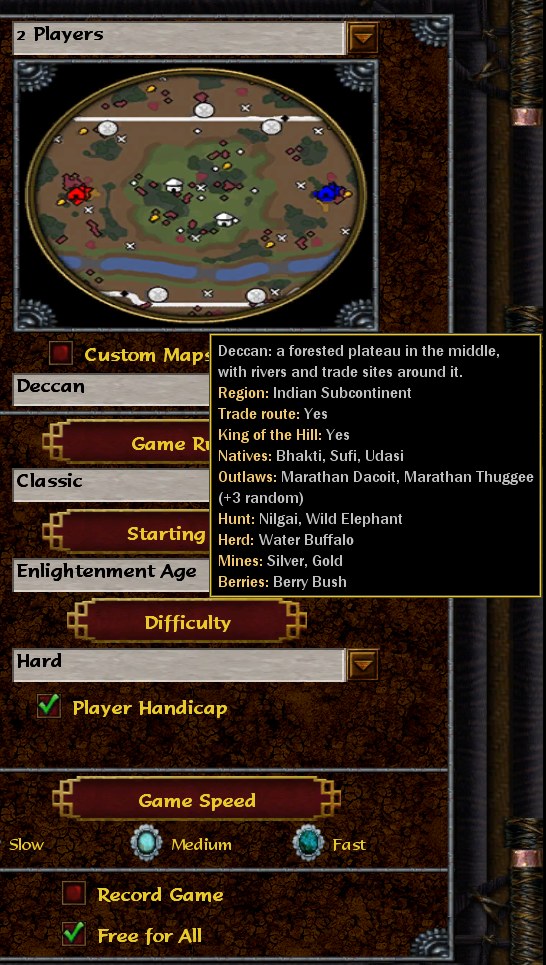 2 Players
Custom Maps
Deccan: a forested plateau in the middle,
with rivers and trade sites around it.
Region: Indian Subcontinent
Trade route: Yes
King of the Hill: Yes
Natives: Bhakti, Sufi, Udasi
Outlaws: Marathan Dacoit, Marathan Thuggee
(+3 random)
Hunt: Nilgai, Wild Elephant
Herd: Water Buffalo
Mines: Silver, Gold
Berries: Berry Bush
Deccan
Game Ru
Classic
Starting
Enlightenment Age
Difficulty
Hard
Player Handicap
Game Speed
Slow
Medium
Fast
Record Game
Free for All